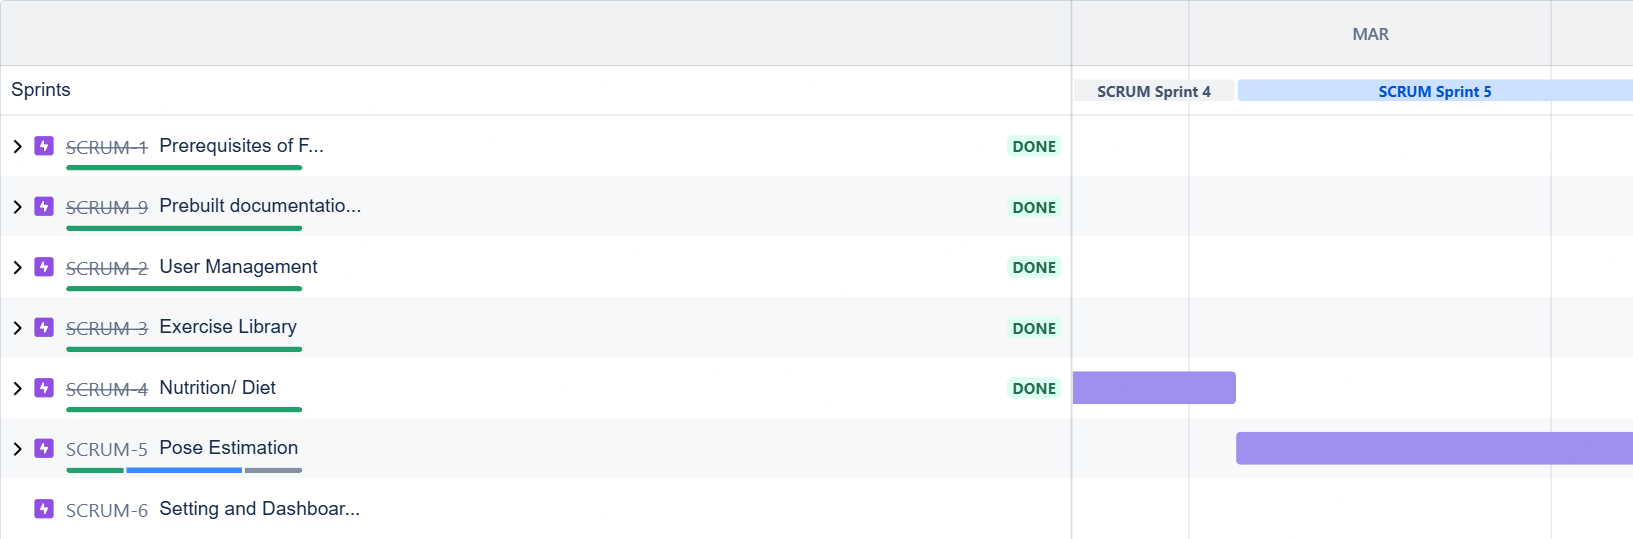 MAR
Sprints
SCRUM Sprint 4
SCRUM Sprint 5
SCRUM-1 Prerequisites of F... DONE
SCRUM-9 Prebuilt documentatio... DONE
SCRUM-2 User Management DONE
SCRUM-3 Exercise Library DONE
SCRUM-4 Nutrition/ Diet DONE
SCRUM-5 Pose Estimation
SCRUM-6 Setting and Dashboar...